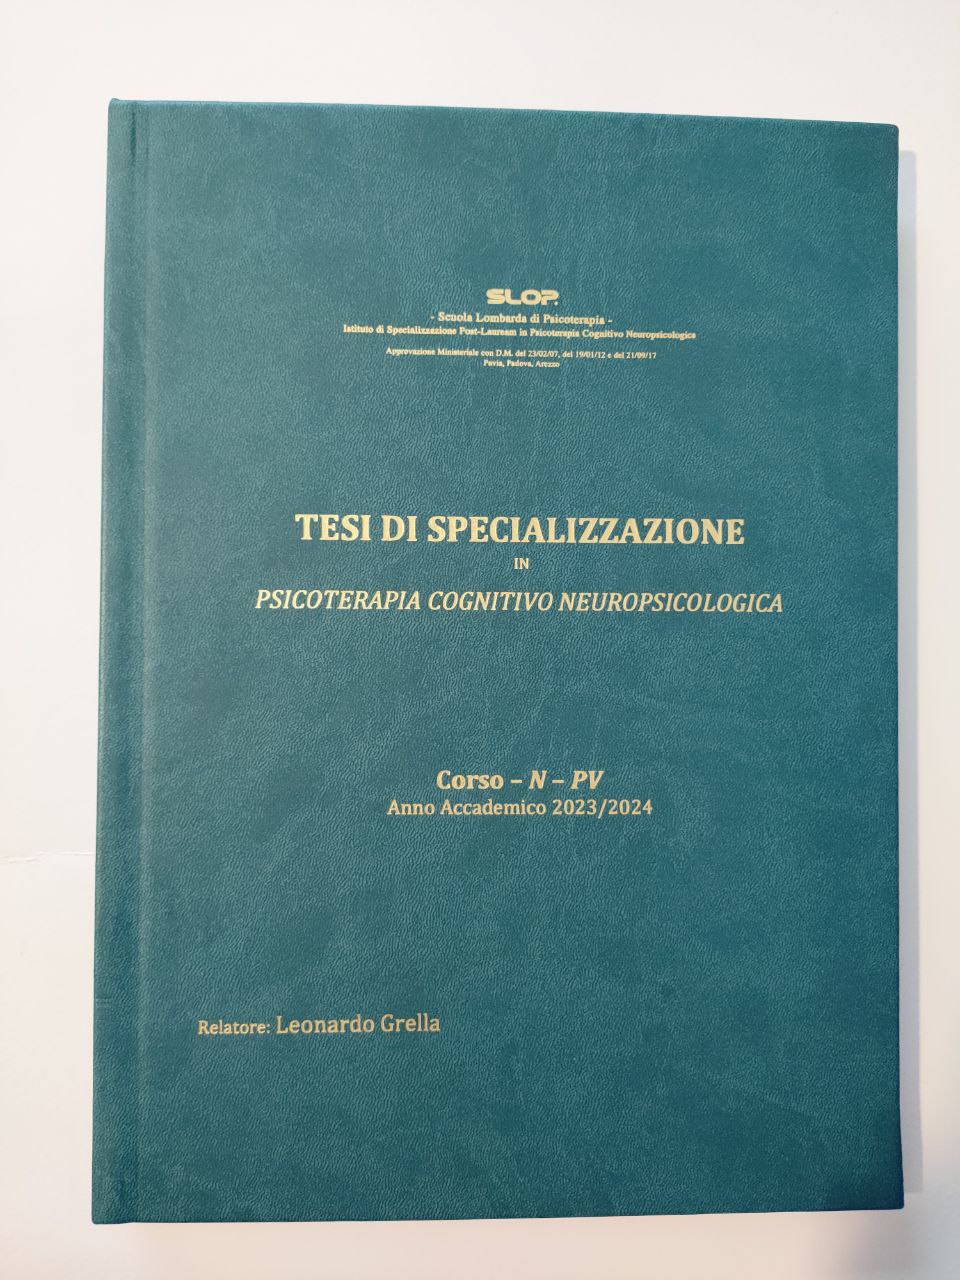 SLOP.
- Scuola Lombarda di Psicoterapia -
Istituto di Specializzazione Post-Lauream in Psicoterapia Cognitivo Neuropsicologica
Approvazione Ministeriale con D.M. del 23/02/07, del 19/01/12 e del 21/09/17
Pavia, Padova, Arezzo
TESI DI SPECIALIZZAZIONE
IN
PSICOTERAPIA COGNITIVO NEUROPSICOLOGICA
Corso – N – PV
Anno Accademico 2023/2024
Relatore: Leonardo Grella